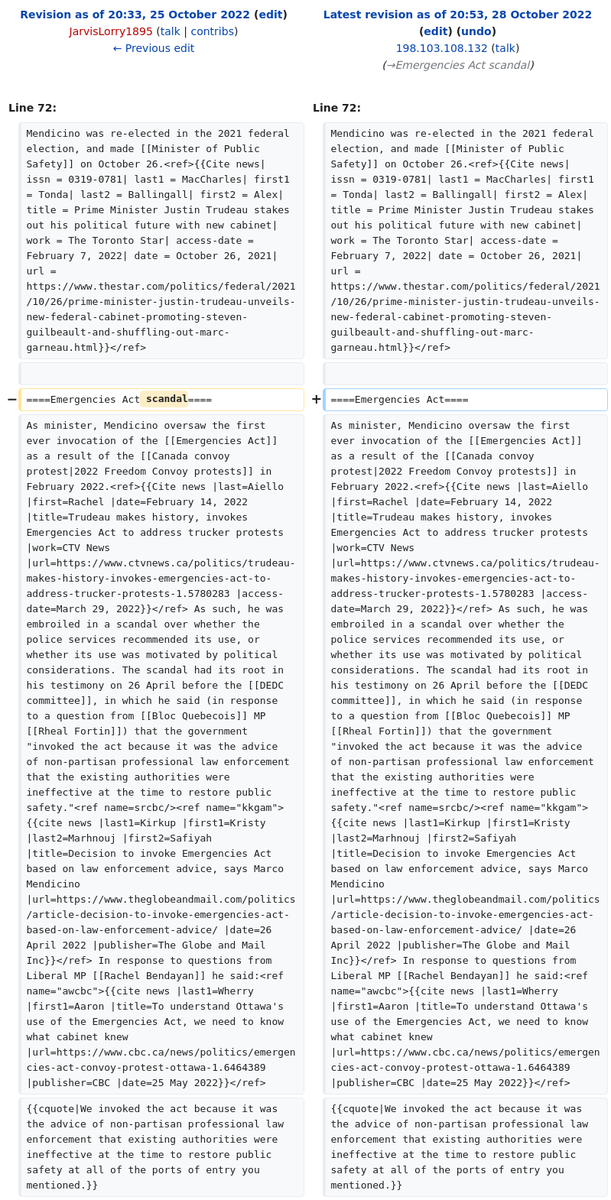 Revision as of 20:33, 25 October 2022 (edit)
JarvisLorry1895 (talk | contribs)
← Previous edit
Latest revision as of 20:53, 28 October 2022
(edit) (undo)
198.103.108.132 (talk)
(→Emergencies Act scandal)
Line 72:
Mendicino was re-elected in the 2021 federal
election, and made [[Minister of Public
Safety]] on October 26.<ref>{{Cite news|
issn = 0319-0781| last1 = MacCharles| first1
= Tonda| last2 = Ballingall| first2 = Alex|
title = Prime Minister Justin Trudeau stakes
out his political future with new cabinet|
work = The Toronto Star| access-date =
February 7, 2022| date = October 26, 2021|
url =
https://www.thestar.com/politics/federal/2021
/10/26/prime-minister-justin-trudeau-unveils-
new-federal-cabinet-promoting-steven-
guilbeault-and-shuffling-out-marc-
garneau.html}}</ref>
− ====Emergencies Act scandal====
As minister, Mendicino oversaw the first
ever invocation of the [[Emergencies Act]]
as a result of the [[Canada convoy
protest|2022 Freedom Convoy protests]] in
February 2022.<ref>{{Cite news |last=Aiello
|first=Rachel |date=February 14, 2022
|title=Trudeau makes history, invokes
Emergencies Act to address trucker protests
|work=CTV News
|url=https://www.ctvnews.ca/politics/trudeau-
makes-history-invokes-emergencies-act-to-
address-trucker-protests-1.5780283 |access-
date=March 29, 2022}}</ref> As such, he was
embroiled in a scandal over whether the
police services recommended its use, or
whether its use was motivated by political
considerations. The scandal had its root in
his testimony on 26 April before the [[DEDC
committee]], in which he said (in response
to a question from [[Bloc Quebecois]] MP
[[Rheal Fortin]]) that the government
"invoked the act because it was the advice
of non-partisan professional law enforcement
that the existing authorities were
ineffective at the time to restore public
safety."<ref name=srcbc/><ref name="kkgam">
{{cite news |last1=Kirkup |first1=Kristy
|last2=Marhnouj |first2=Safiyah
|title=Decision to invoke Emergencies Act
based on law enforcement advice, says Marco
Mendicino
|url=https://www.theglobeandmail.com/politics
/article-decision-to-invoke-emergencies-act-
based-on-law-enforcement-advice/ |date=26
April 2022 |publisher=The Globe and Mail
Inc}}</ref> In response to questions from
Liberal MP [[Rachel Bendayan]] he said:<ref
name="awcbc">{{cite news |last1=Wherry
|first1=Aaron |title=To understand Ottawa's
use of the Emergencies Act, we need to know
what cabinet knew
|url=https://www.cbc.ca/news/politics/emergen
cies-act-convoy-protest-ottawa-1.6464389
|publisher=CBC |date=25 May 2022}}</ref>
{{cquote|We invoked the act because it was
the advice of non-partisan professional law
enforcement that existing authorities were
ineffective at the time to restore public
safety at all of the ports of entry you
mentioned.}}
Line 72:
Mendicino was re-elected in the 2021 federal
election, and made [[Minister of Public
Safety]] on October 26.<ref>{{Cite news|
issn = 0319-0781| last1 = MacCharles| first1
= Tonda| last2 = Ballingall| first2 = Alex|
title = Prime Minister Justin Trudeau stakes
out his political future with new cabinet|
work = The Toronto Star| access-date =
February 7, 2022| date = October 26, 2021|
url =
https://www.thestar.com/politics/federal/2021
/10/26/prime-minister-justin-trudeau-unveils-
new-federal-cabinet-promoting-steven-
guilbeault-and-shuffling-out-marc-
garneau.html}}</ref>
+ ====Emergencies Act====
As minister, Mendicino oversaw the first
ever invocation of the [[Emergencies Act]]
as a result of the [[Canada convoy
protest|2022 Freedom Convoy protests]] in
February 2022.<ref>{{Cite news |last=Aiello
|first=Rachel |date=February 14, 2022
|title=Trudeau makes history, invokes
Emergencies Act to address trucker protests
|work=CTV News
|url=https://www.ctvnews.ca/politics/trudeau-
makes-history-invokes-emergencies-act-to-
address-trucker-protests-1.5780283 |access-
date=March 29, 2022}}</ref> As such, he was
embroiled in a scandal over whether the
police services recommended its use, or
whether its use was motivated by political
considerations. The scandal had its root in
his testimony on 26 April before the [[DEDC
committee]], in which he said (in response
to a question from [[Bloc Quebecois]] MP
[[Rheal Fortin]]) that the government
"invoked the act because it was the advice
of non-partisan professional law enforcement
that the existing authorities were
ineffective at the time to restore public
safety."<ref name=srcbc/><ref name="kkgam">
{{cite news |last1=Kirkup |first1=Kristy
|last2=Marhnouj |first2=Safiyah
|title=Decision to invoke Emergencies Act
based on law enforcement advice, says Marco
Mendicino
|url=https://www.theglobeandmail.com/politics
/article-decision-to-invoke-emergencies-act-
based-on-law-enforcement-advice/ |date=26
April 2022 |publisher=The Globe and Mail
Inc}}</ref> In response to questions from
Liberal MP [[Rachel Bendayan]] he said:<ref
name="awcbc">{{cite news |last1=Wherry
|first1=Aaron |title=To understand Ottawa's
use of the Emergencies Act, we need to know
what cabinet knew
|url=https://www.cbc.ca/news/politics/emergen
cies-act-convoy-protest-ottawa-1.6464389
|publisher=CBC |date=25 May 2022}}</ref>
{{cquote|We invoked the act because it was
the advice of non-partisan professional law
enforcement that existing authorities were
ineffective at the time to restore public
safety at all of the ports of entry you
mentioned.}}